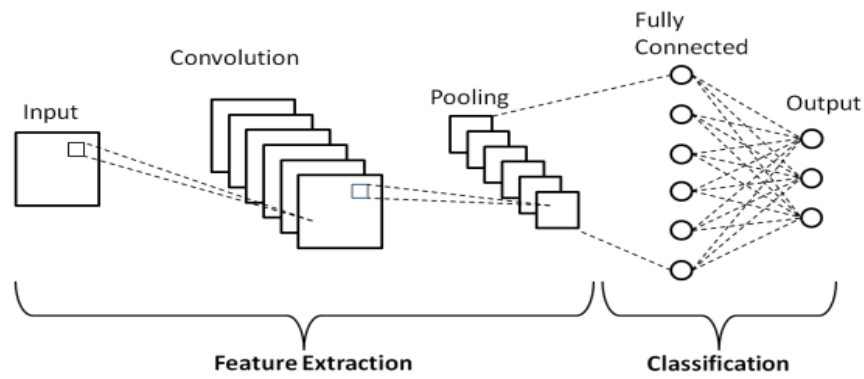 Fully
Connected
Convolution
Pooling
Input
Output
Feature Extraction
Classification